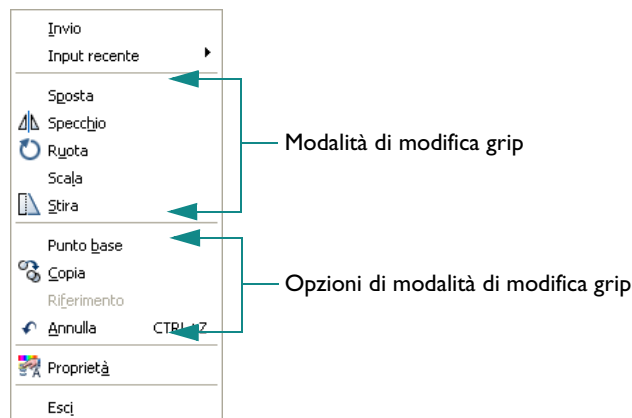 Invio
Input recente
Sposta
Specchio
Ruota
Scala
Stira
Modalità di modifica grip
Punto base
Copia
Riferimento
Annulla CTRL+Z
Opzioni di modalità di modifica grip
Proprietà
Esci